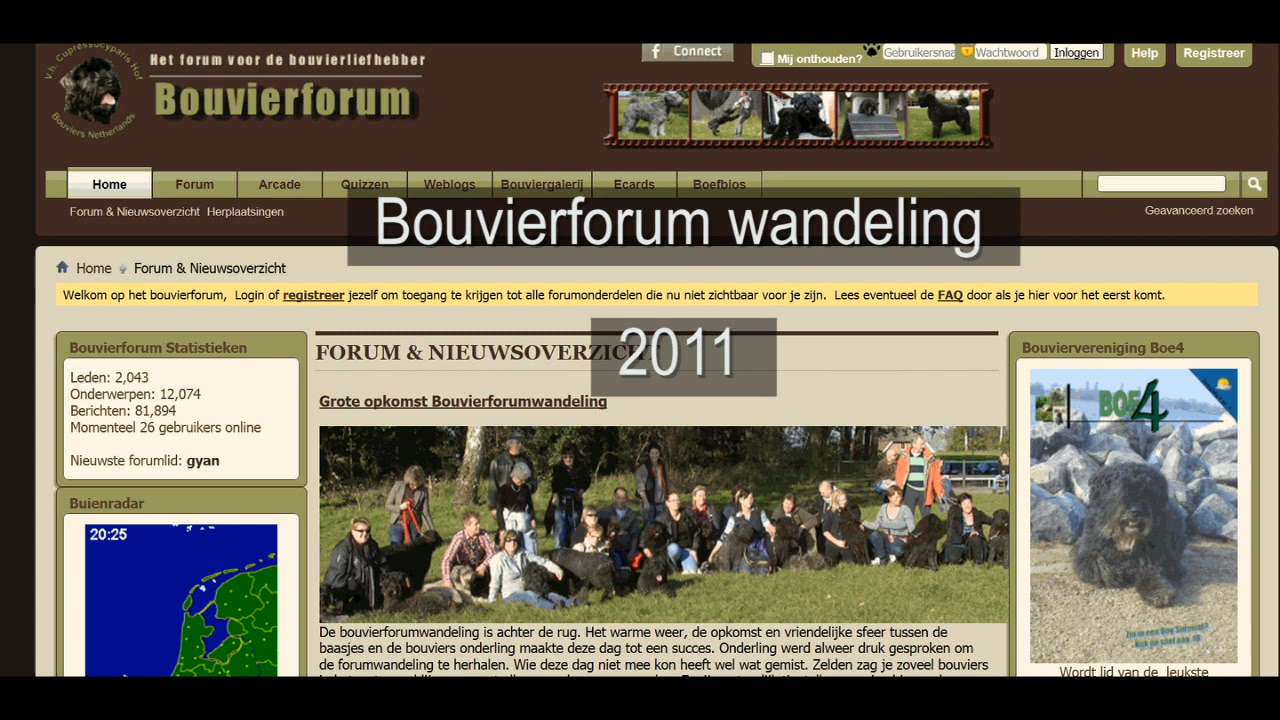 V.h. Cupressocyparis Hof
Bouviers Netherlands
Het forum voor de bouvierliefhebber
Bouvierforum
Connect
Mij onthouden?
Gebruikersnaa
Wachtwoord
Inloggen
Help
Registreer
Home
Forum
Arcade
Quizzen
Weblogs
Bouviergalerij
Ecards
Boefbios
Forum & Nieuwsoverzicht Herplaatsingen
Geavanceerd zoeken
Bouvierforum wandeling
2011
Home Forum & Nieuwsoverzicht
Welkom op het bouvierforum, Login of registreer jezelf om toegang te krijgen tot alle forumonderdelen die nu niet zichtbaar voor je zijn. Lees eventueel de FAQ door als je hier voor het eerst komt.
Bouvierforum Statistieken
Leden: 2,043
Onderwerpen: 12,074
Berichten: 81,894
Momenteel 26 gebruikers online
Nieuwste forumlid: gyan
Buienradar
20:25
FORUM & NIEUWSOVERZICHT
Grote opkomst Bouvierforumwandeling
De bouvierforumwandeling is achter de rug. Het warme weer, de opkomst en vriendelijke sfeer tussen de
baasjes en de bouviers onderling maakte deze dag tot een succes. Onderling werd alweer druk gesproken om
de forumwandeling te herhalen. Wie deze dag niet mee kon heeft wel wat gemist. Zelden zag je zoveel bouviers
Bouviervereniging Boe4
BOE4
Wordt lid van de leukste